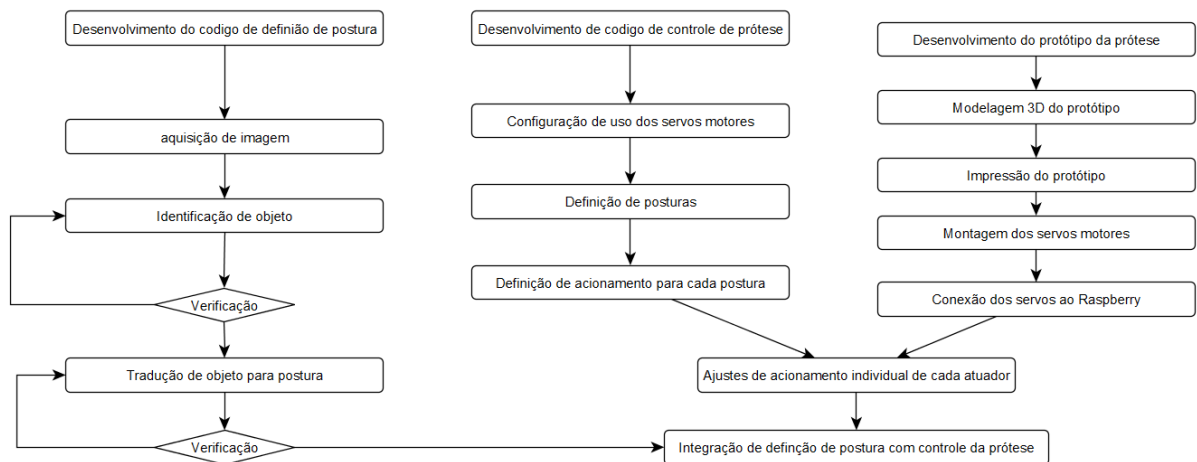 Desenvolvimento do codigo de definião de postura
aquisição de imagem
Identificação de objeto
Verificação
Tradução de objeto para postura
Verificação
Desenvolvimento de codigo de controle de prótese
Configuração de uso dos servos motores
Definição de posturas
Definição de acionamento para cada postura
Desenvolvimento do protótipo da prótese
Modelagem 3D do protótipo
Impressão do protótipo
Montagem dos servos motores
Conexão dos servos ao Raspberry
Ajustes de acionamento individual de cada atuador
Integração de definção de postura com controle da prótese